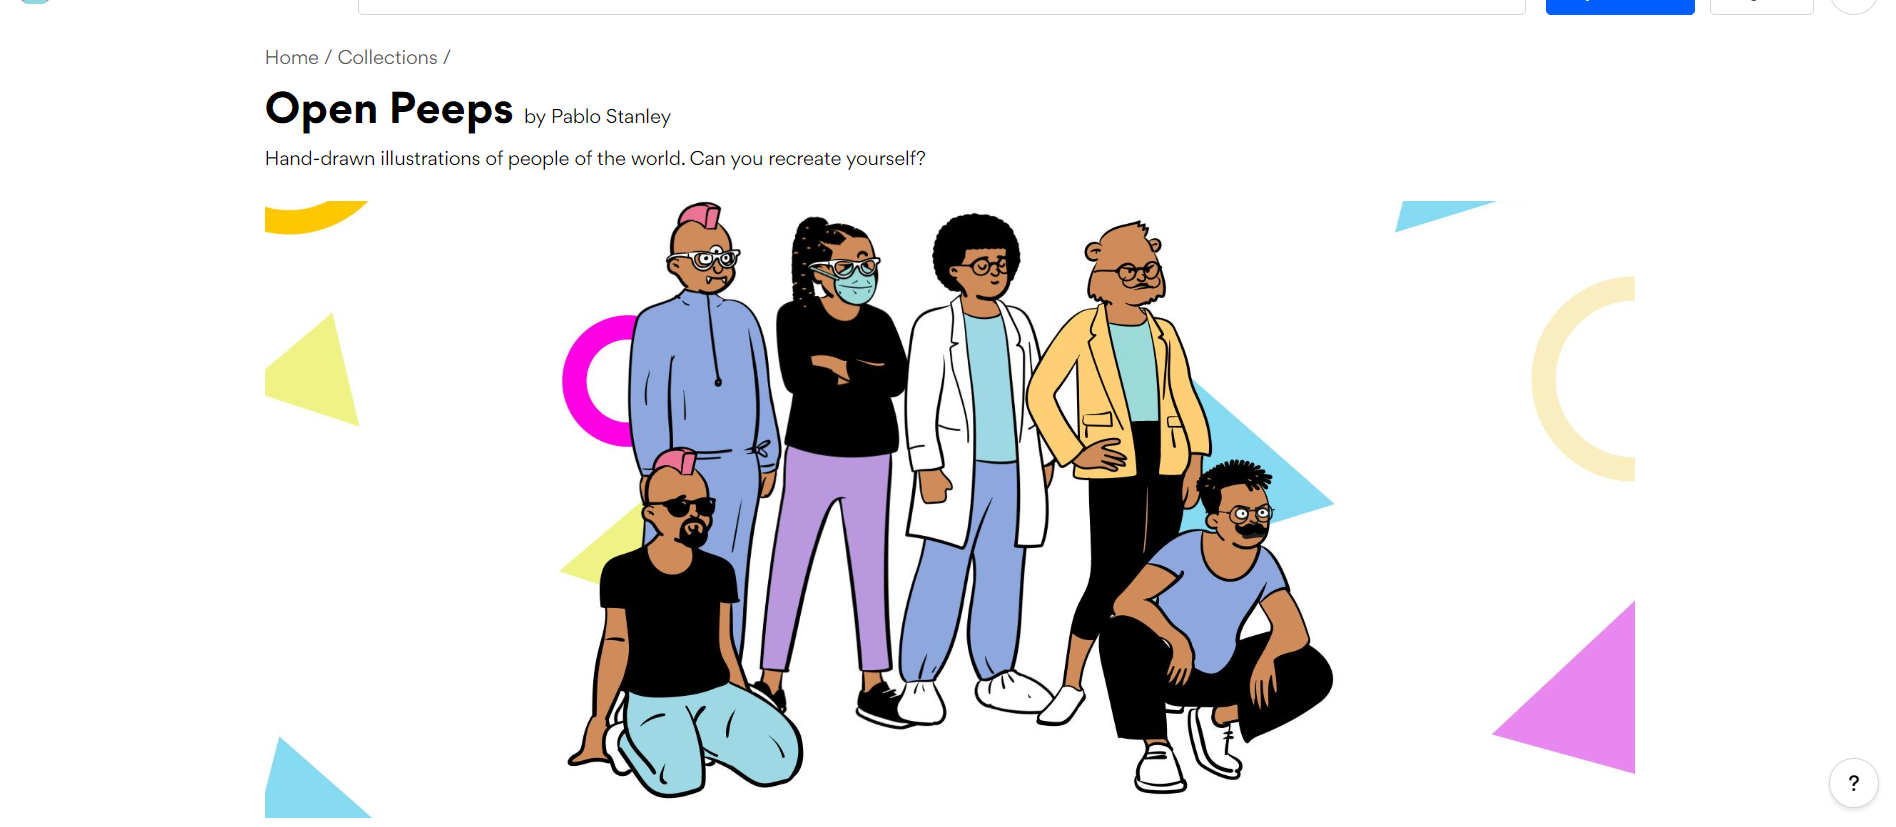 Home / Collections /
Open Peeps by Pablo Stanley
Hand-drawn illustrations of people of the world. Can you recreate yourself?
?